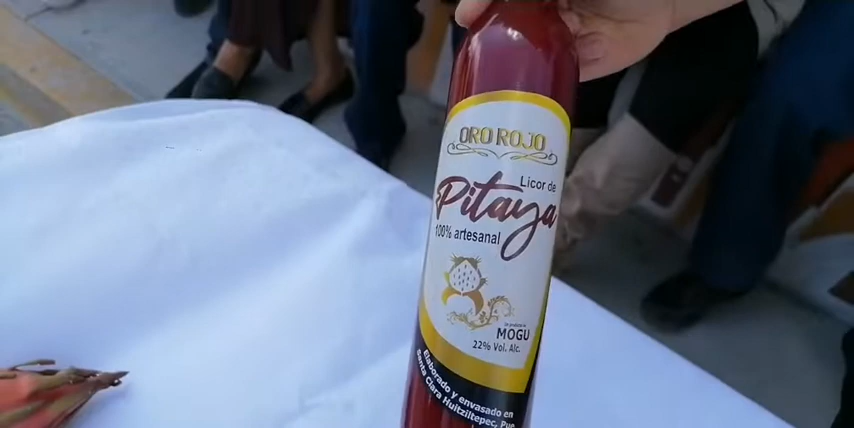 ORO ROJO
Licor de
Pitaya
100% artesanal
MOGU
22% Vol. Alc.
Elaborado y envasado en
Santa Clara Huitziltepec, Pue.